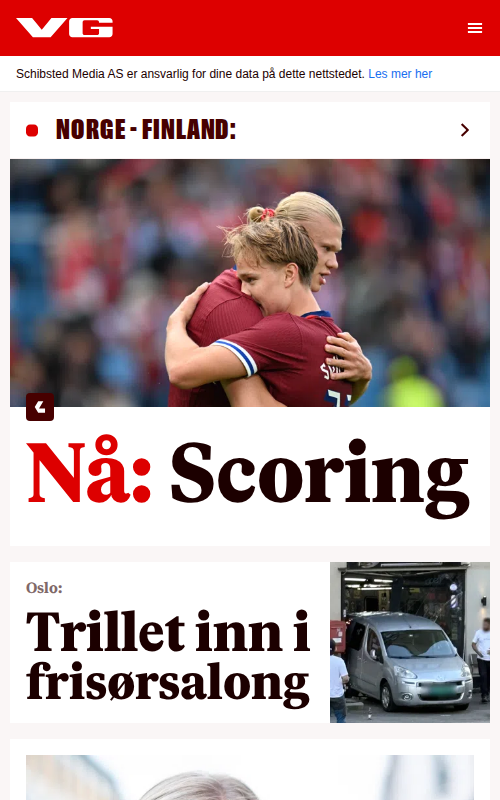 VG
Schibsted Media AS er ansvarlig for dine data på dette nettstedet. Les mer her
NORGE - FINLAND:
Nå: Scoring
Oslo:
Trillet inn i
frisørsalong